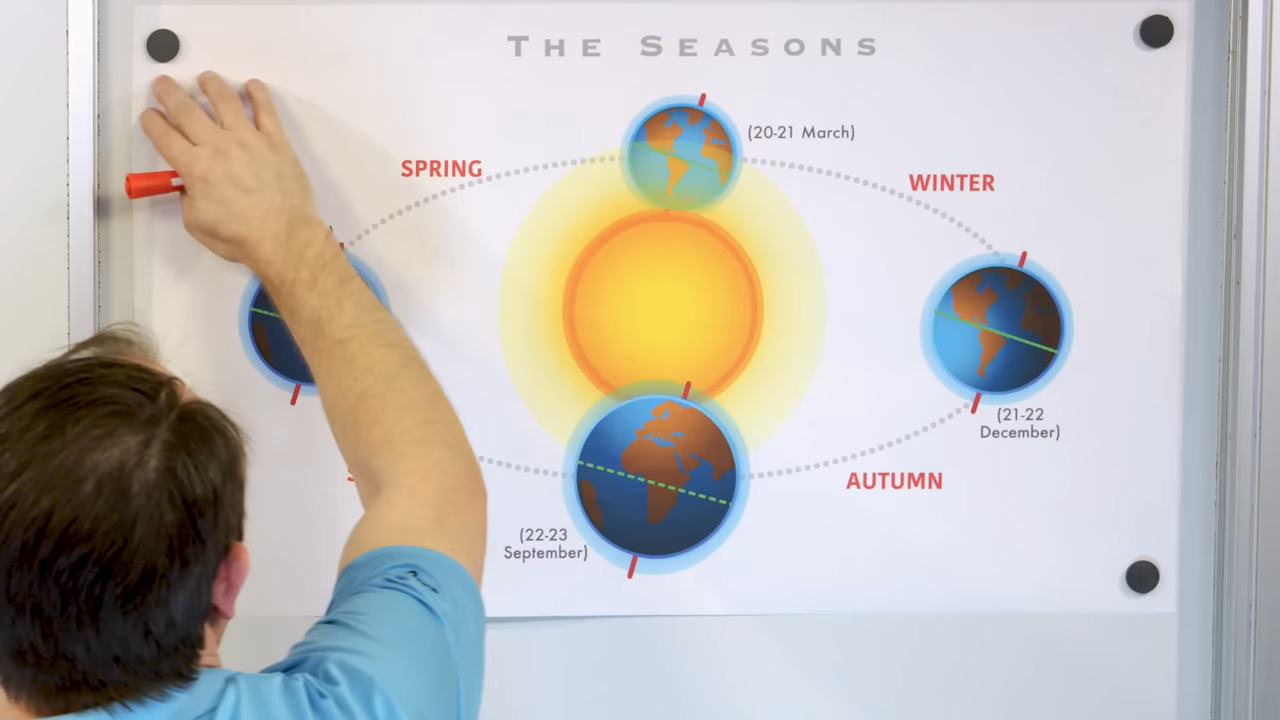 THE SEASONS
(20-21 March)
SPRING
WINTER
(21-22
December)
AUTUMN
(22-23
September)